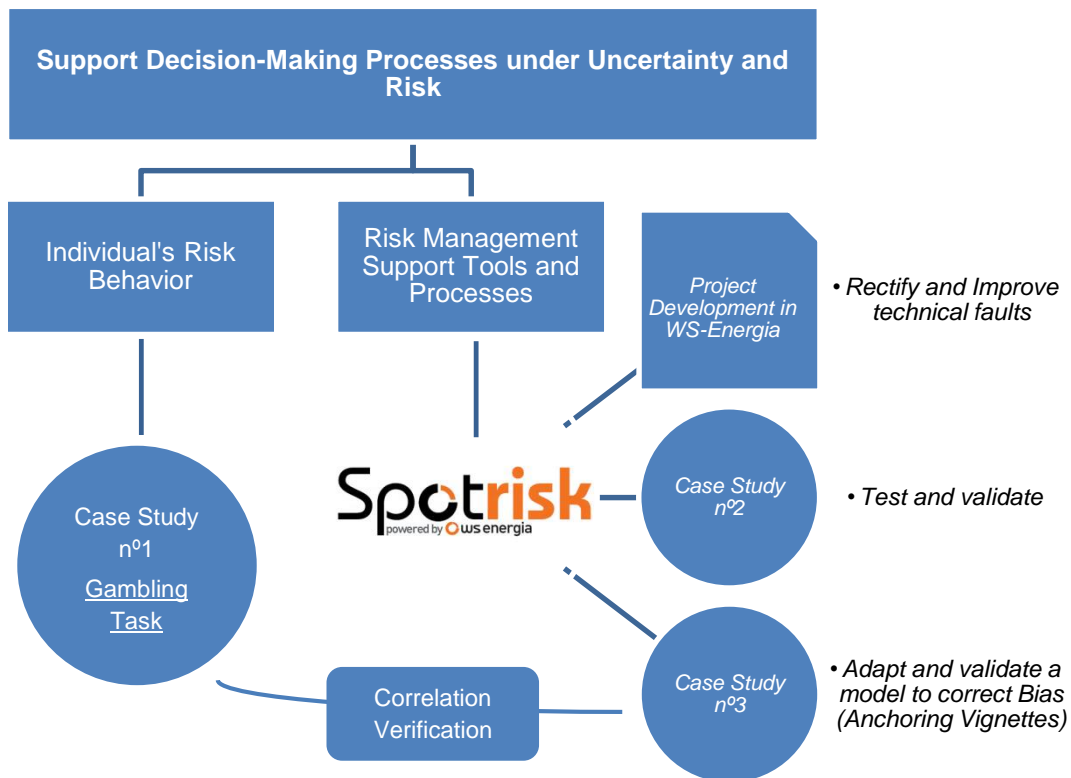 Support Decision-Making Processes under Uncertainty and
Risk
Individual's Risk
Behavior
Risk Management
Support Tools and
Processes
Project
Development in
WS-Energia
• Rectify and Improve
technical faults
Spotrisk
powered by ws energia
Case Study
nº1
Gambling
Task
Case Study
nº2
• Test and validate
Correlation
Verification
Case Study
nº3
• Adapt and validate a
model to correct Bias
(Anchoring Vignettes)